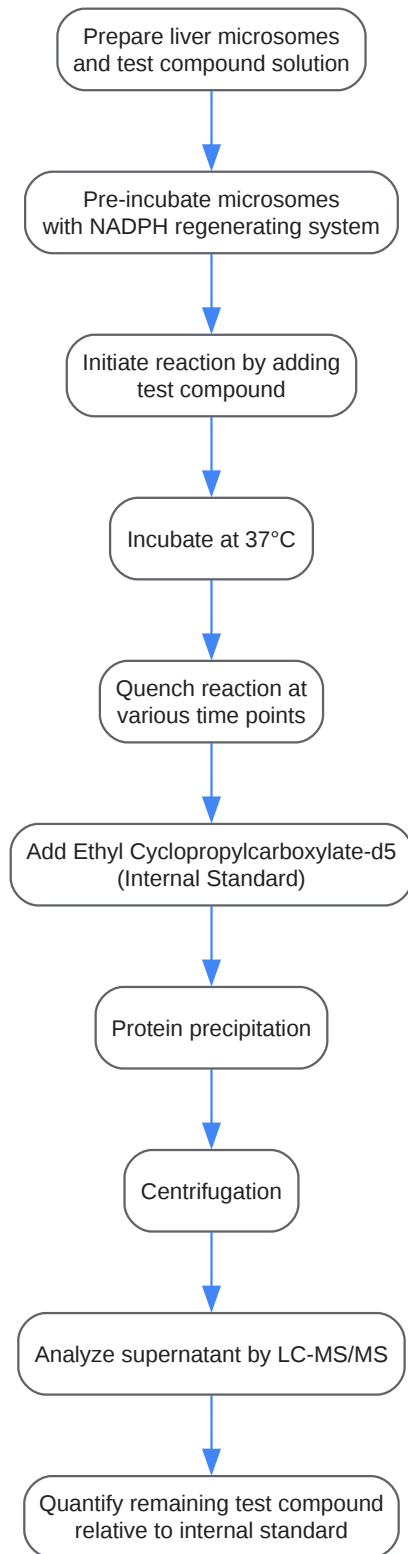 Prepare liver microsomes
and test compound solution
Pre-incubate microsomes
with NADPH regenerating system
Initiate reaction by adding
test compound
Incubate at 37°C
Quench reaction at
various time points
Add Ethyl Cyclopropylcarboxylate-d5
(Internal Standard)
Protein precipitation
Centrifugation
Analyze supernatant by LC-MS/MS
Quantify remaining test compound
relative to internal standard